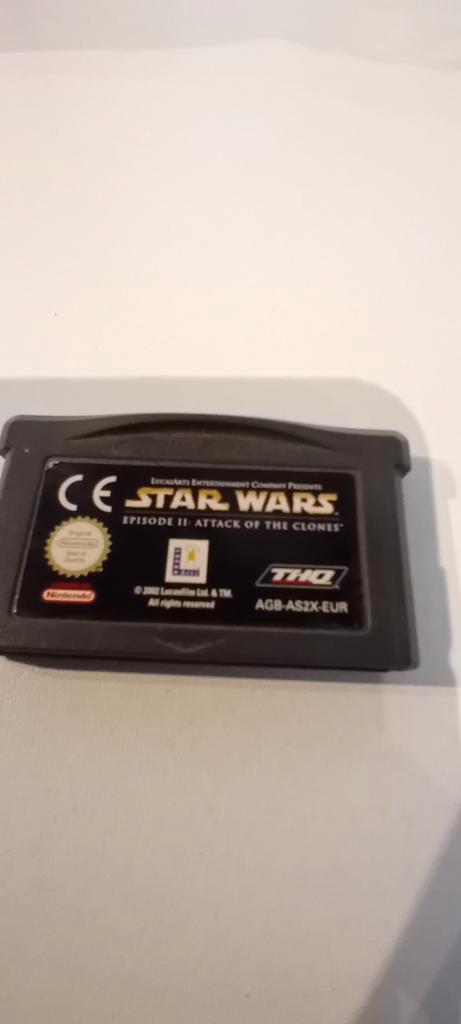 CE
LUCASARTS ENTERTAINMENT COMPANY PRESENTS
STAR WARS
EPISODE II: ATTACK OF THE CLONES™
Original
Nintendo
Seal of
Quality
Nintendo
THQ
© 2002 Lucasfilm Ltd. & TM.
All rights reserved
AGB-AS2X-EUR